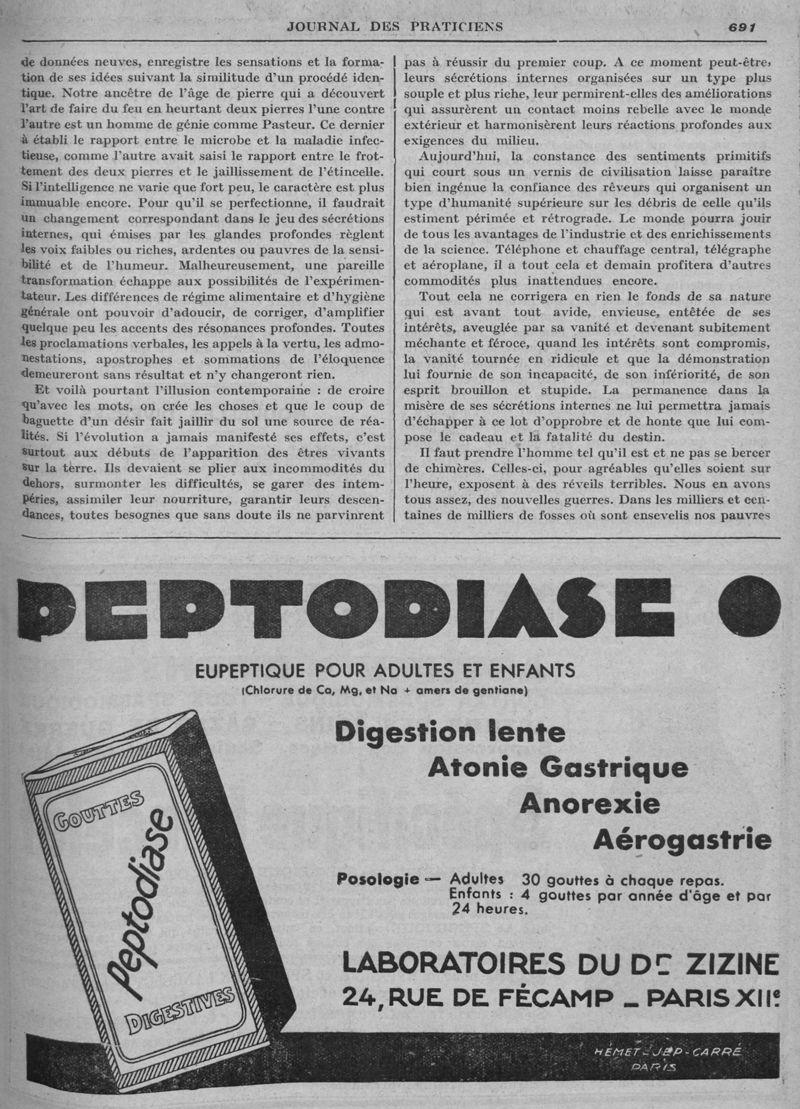 JOURNAL DES PRATICIENS
691
de données neuves, enregistre les sensations et la forma-
tion de ses idées suivant la similitude d'un procédé iden-
tique. Notre ancêtre de l'âge de pierre qui a découvert
l'art de faire du feu en heurtant deux pierres l'une contre
l'autre est un homme de génie comme Pasteur. Ce dernier
a établi le rapport entre le microbe et la maladie infec-
tieuse, comme l'autre avait saisi le rapport entre le frot-
tement des deux pierres et le jaillissement de l'étincelle.
Si l'intelligence ne varie que fort peu, le caractère est plus
immuable encore. Pour qu'il se perfectionne, il faudrait
un changement correspondant dans le jeu des sécrétions
internes, qui émises par les glandes profondes règlent
les voix faibles ou riches, ardentes ou pauvres de la sensi-
bilité et de l'humeur. Malheureusement, une pareille
transformation échappe aux possibilités de l'expérimen-
tateur. Les différences de régime alimentaire et d'hygiène
générale ont pouvoir d'adoucir, de corriger, d'amplifier
quelque peu les accents des résonances profondes. Toutes
les proclamations verbales, les appels à la vertu, les admo-
nestations, apostrophes et sommations de l'éloquence
demeureront sans résultat et n'y changeront rien.
Et voilà pourtant l'illusion contemporaine : de croire
qu'avec les mots, on crée les choses et que le coup de
baguette d'un désir fait jaillir du sol une source de réa-
lités. Si l'évolution a jamais manifesté ses effets, c'est
surtout aux débuts de l'apparition des êtres vivants
sur la terre. Ils devaient se plier aux incommodités du
dehors, surmonter les difficultés, se garer des intem-
péries, assimiler leur nourriture, garantir leurs descen-
dances, toutes besognes que sans doute ils ne parvinrent
pas à réussir du premier coup. A ce moment peut-être,
leurs sécrétions internes organisées sur un type plus
souple et plus riche, leur permirent-elles des améliorations
qui assurèrent un contact moins rebelle avec le monde
extérieur et harmonisèrent leurs réactions profondes aux
exigences du milieu.
Aujourd'hui, la constance des sentiments primitifs
qui court sous un vernis de civilisation laisse paraître
bien ingénue la confiance des rêveurs qui organisent un
type d'humanité supérieure sur les débris de celle qu'ils
estiment périmée et rétrograde. Le monde pourra jouir
de tous les avantages de l'industrie et des enrichissements
de la science. Téléphone et chauffage central, télégraphe
et aéroplane, il a tout cela et demain profitera d'autres
commodités plus inattendues encore.
Tout cela ne corrigera en rien le fonds de sa nature
qui est avant tout avide, envieuse, entêtée de ses
intérêts, aveuglée par sa vanité et devenant subitement
méchante et féroce, quand les intérêts sont compromis,
la vanité tournée en ridicule et que la démonstration
lui fournie de son incapacité, de son infériorité, de son
esprit brouillon et stupide. La permanence dans la
misère de ses sécrétions internes ne lui permettra jamais
d'échapper à ce lot d'opprobre et de honte que lui com-
pose le cadeau et la fatalité du destin.
Il faut prendre l'homme tel qu'il est et ne pas se bercer
de chimères. Celles-ci, pour agréables qu'elles soient sur
l'heure, exposent à des réveils terribles. Nous en avons
tous assez, des nouvelles guerres. Dans les milliers et cen-
taines de milliers de fosses où sont ensevelis nos pauvres
PEPTODIASE O
EUPEPTIQUE POUR ADULTES ET ENFANTS
(Chlorure de Ca, Mg, et Na + amers de gentiane)
Digestion lente
Atonie Gastrique
Anorexie
Aérogastrie
GOUTTES
Peptodiase
DIGESTIVES
Posologie — Adultes 30 gouttes à chaque repas.
Enfants : 4 gouttes par année d'âge et par
24 heures.
LABORATOIRES DU Dr ZIZINE
24, RUE DE FÉCAMP - PARIS XIIe
HÉMET-JEP-CARRÉ
PARIS